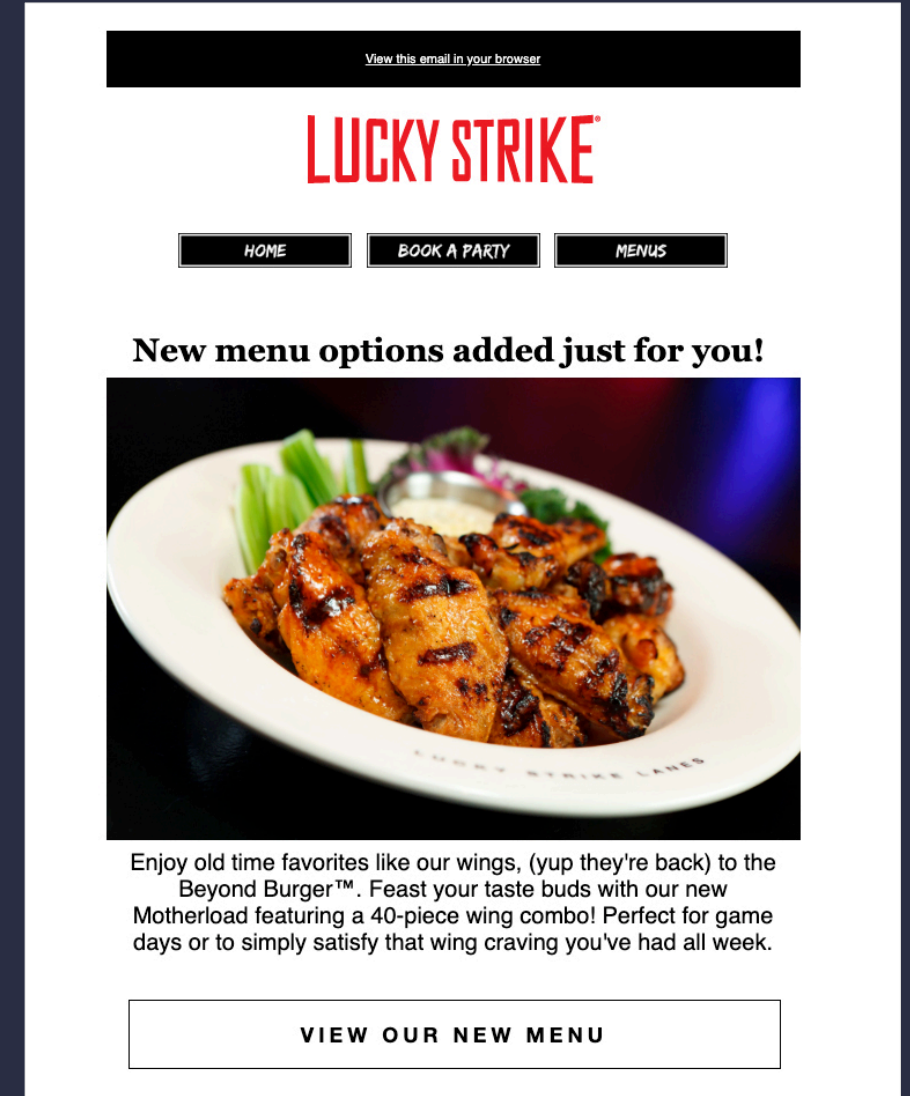 View this email in your browser
LUCKY STRIKE®
HOME
BOOK A PARTY
MENUS
New menu options added just for you!
LUCKY STRIKE LANES
Enjoy old time favorites like our wings, (yup they're back) to the
Beyond Burger™. Feast your taste buds with our new
Motherload featuring a 40-piece wing combo! Perfect for game
days or to simply satisfy that wing craving you've had all week.
VIEW OUR NEW MENU